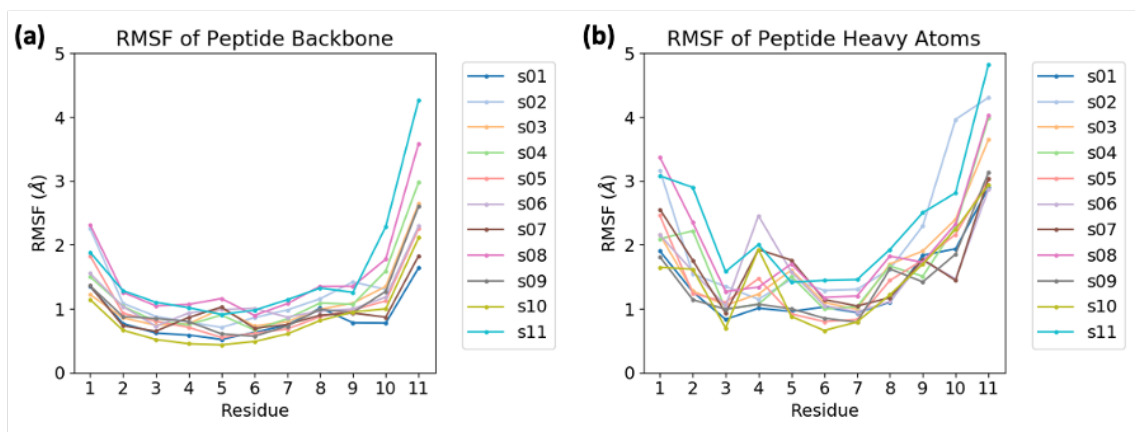 (a)
RMSF of Peptide Backbone
5
4
3
2
1
0
RMSF (Å)
1 2 3 4 5 6 7 8 9 10 11
Residue
s01
s02
s03
s04
s05
s06
s07
s08
s09
s10
s11
(b)
RMSF of Peptide Heavy Atoms
5
4
3
2
1
0
RMSF (Å)
1 2 3 4 5 6 7 8 9 10 11
Residue
s01
s02
s03
s04
s05
s06
s07
s08
s09
s10
s11